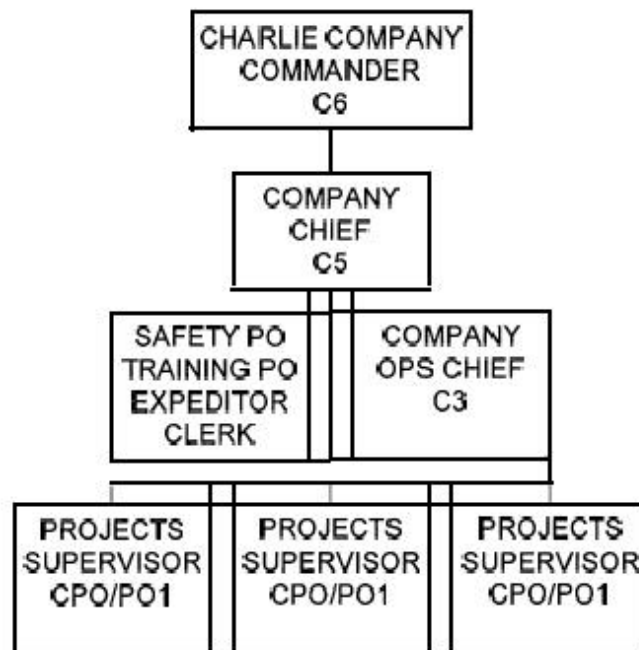 CHARLIE COMPANY
COMMANDER
C6
COMPANY
CHIEF
C5
SAFETY PO
TRAINING PO
EXPEDITOR
CLERK
COMPANY
OPS CHIEF
C3
PROJECTS
SUPERVISOR
CPO/PO1
PROJECTS
SUPERVISOR
CPO/PO1
PROJECTS
SUPERVISOR
CPO/PO1